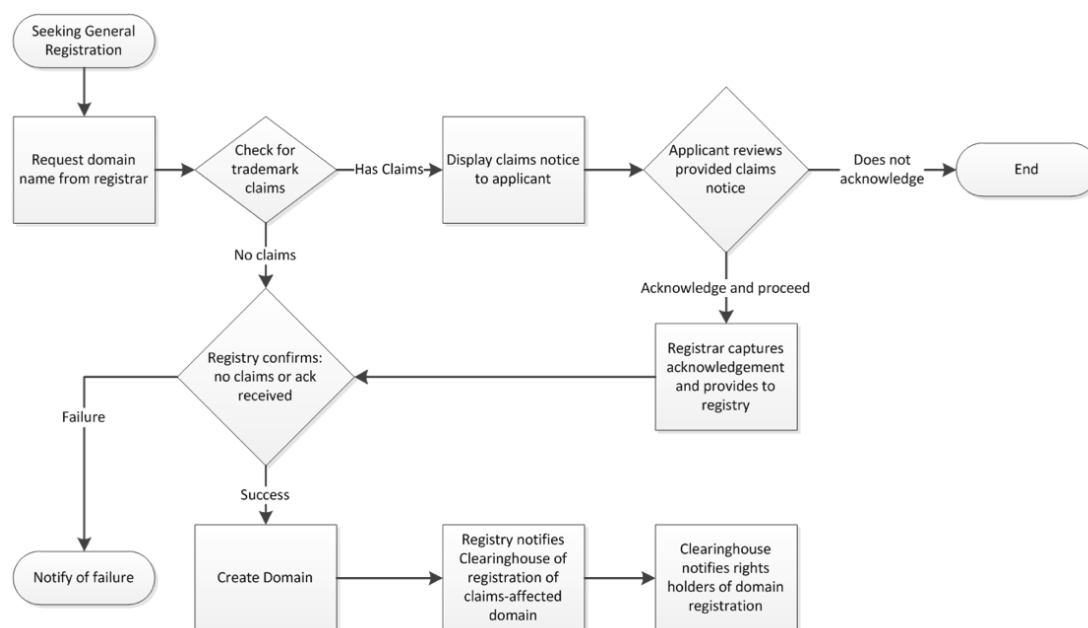 Seeking General
Registration
Request domain
name from registrar
Check for
trademark
claims
Has Claims
Display claims notice
to applicant
Applicant reviews
provided claims
notice
Does not
acknowledge
End
No claims
Acknowledge and proceed
Registry confirms:
no claims or ack
received
Registrar captures
acknowledgement
and provides to
registry
Failure
Success
Notify of failure
Create Domain
Registry notifies
Clearinghouse of
registration of
claims-affected
domain
Clearinghouse
notifies rights
holders of domain
registration